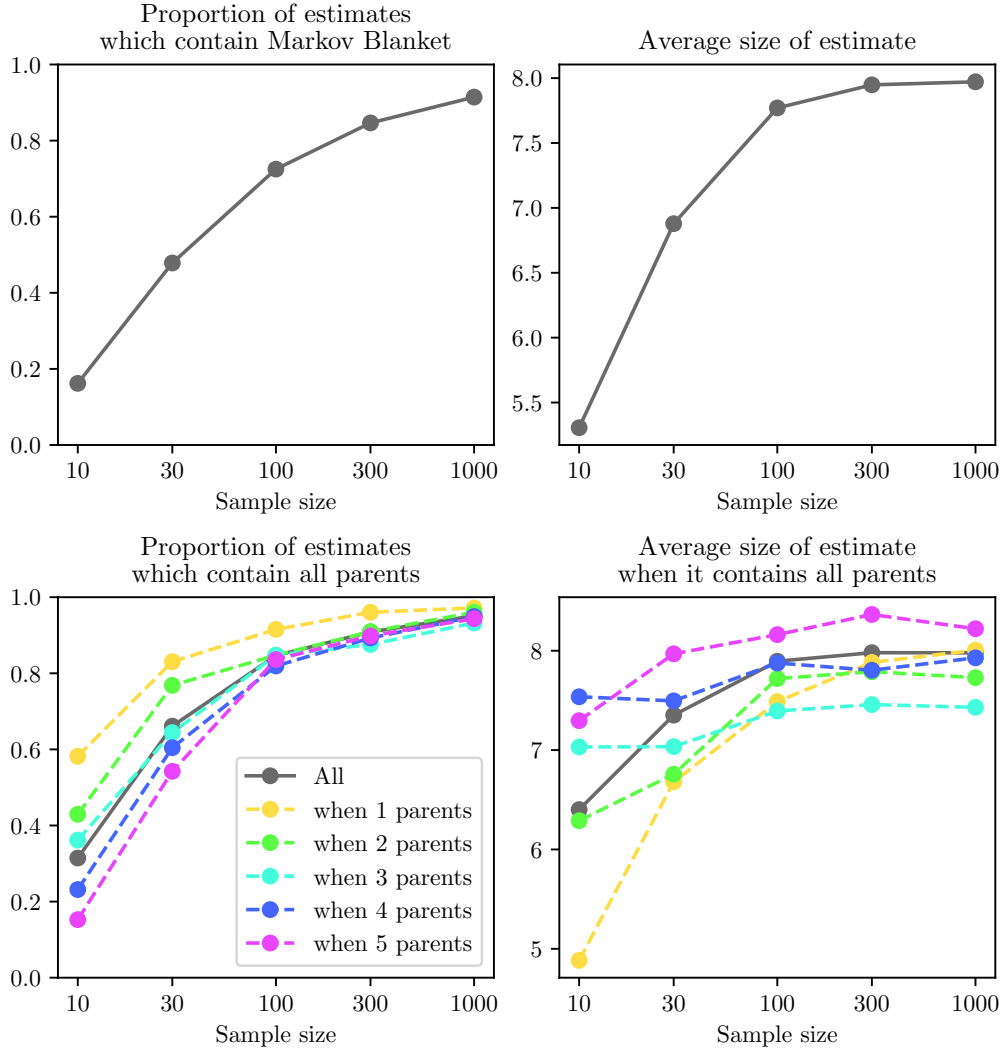 Proportion of estimates
which contain Markov Blanket
1.0
0.8
0.6
0.4
0.2
0.0
10 30 100 300 1000
Sample size
Average size of estimate
8.0
7.5
7.0
6.5
6.0
5.5
10 30 100 300 1000
Sample size
Proportion of estimates
which contain all parents
1.0
0.8
0.6
0.4
0.2
0.0
All
when 1 parents
when 2 parents
when 3 parents
when 4 parents
when 5 parents
10 30 100 300 1000
Sample size
Average size of estimate
when it contains all parents
8
7
6
5
10 30 100 300 1000
Sample size